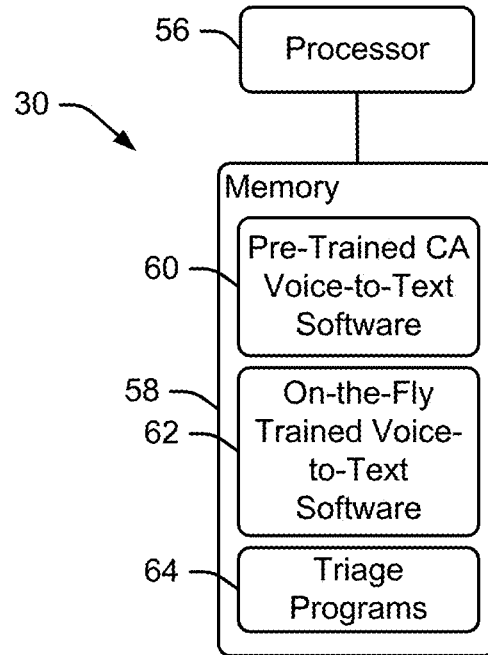 56
Processor
30
Memory
60
Pre-Trained CA
Voice-to-Text
Software
58
62
On-the-Fly
Trained Voice-
to-Text
Software
64
Triage
Programs